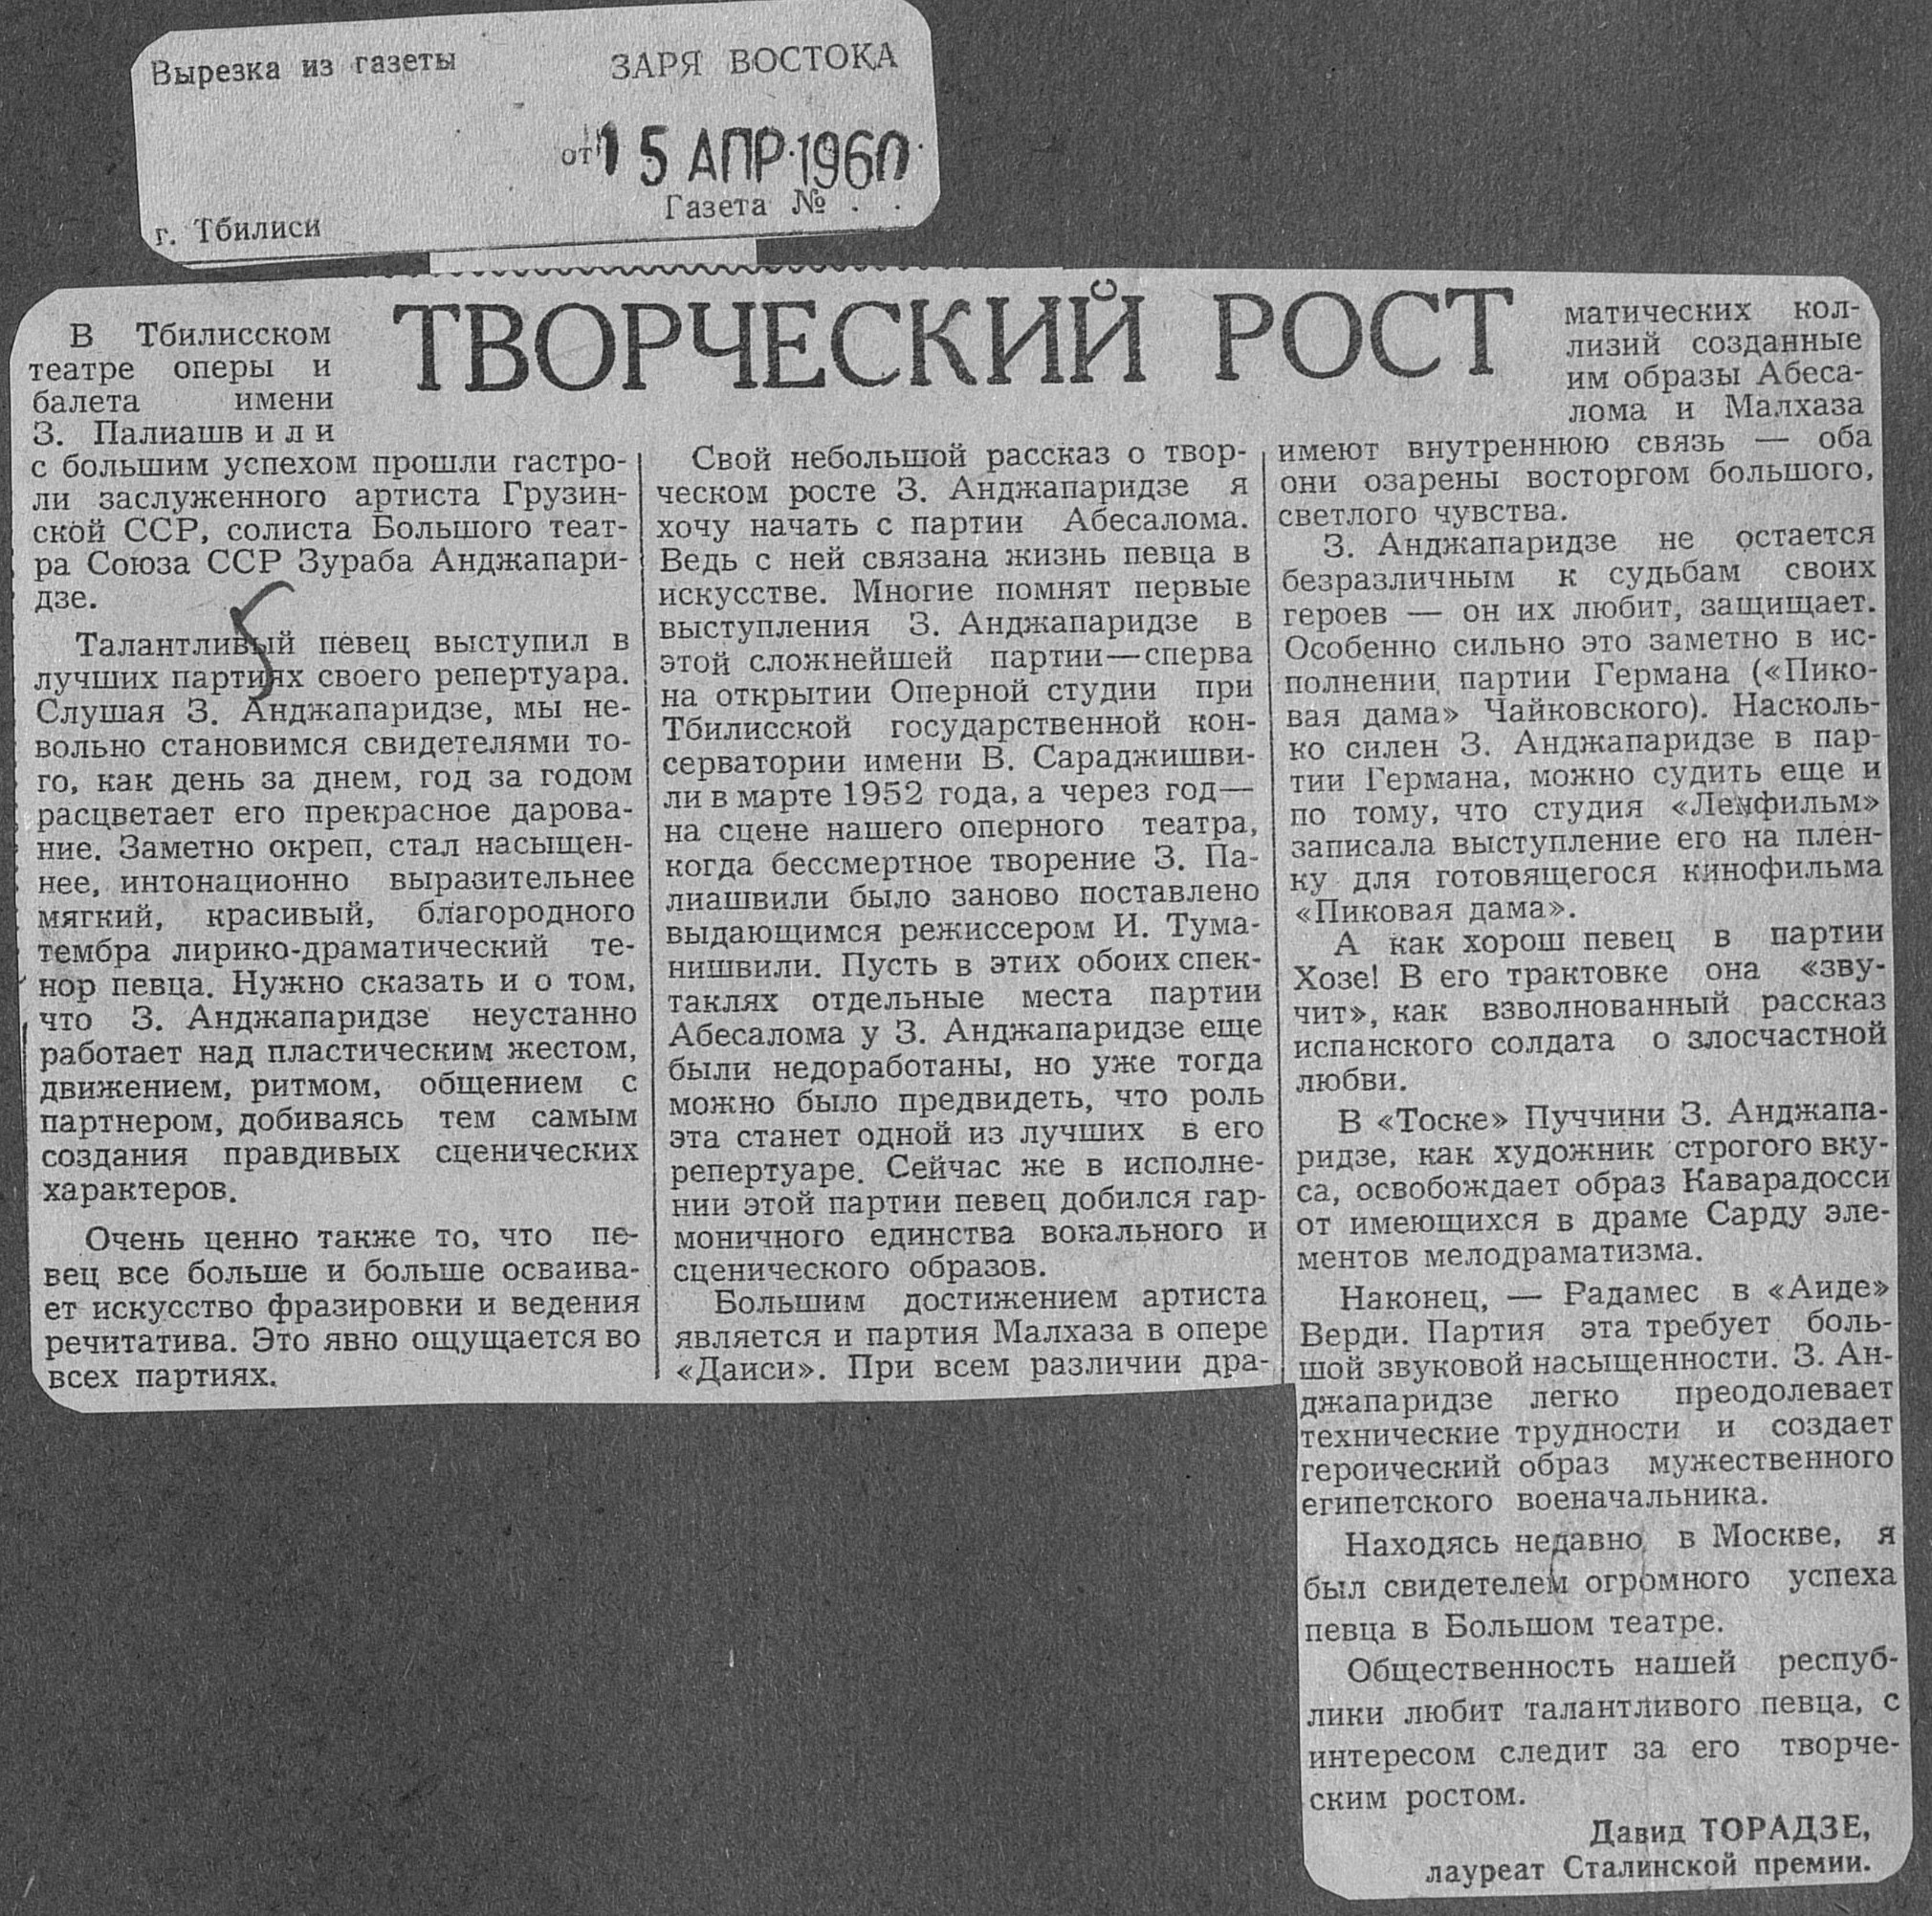 Вырезка из газеты
ЗАРЯ ВОСТОКА
от 15 АПР.1960
Газета № . .
г. Тбилиси
ТВОРЧЕСКИЙ РОСТ
В Тбилисском
театре оперы и
балета имени
З. Палиашвили
с большим успехом прошли гастро-
ли заслуженного артиста Грузин-
ской ССР, солиста Большого теат-
ра Союза ССР Зураба Анджапари-
дзе.
Талантливый певец выступил в
лучших партиях своего репертуара.
Слушая З. Анджапаридзе, мы не-
вольно становимся свидетелями то-
го, как день за днем, год за годом
расцветает его прекрасное дарова-
ние. Заметно окреп, стал насыщен-
нее, интонационно выразительнее
мягкий, красивый, благородного
тембра лирико-драматический те-
нор певца. Нужно сказать и о том,
что З. Анджапаридзе неустанно
работает над пластическим жестом,
движением, ритмом, общением с
партнером, добиваясь тем самым
создания правдивых сценических
характеров.
Очень ценно также то, что пе-
вец все больше и больше осваива-
ет искусство фразировки и ведения
речитатива. Это явно ощущается во
всех партиях.
Свой небольшой рассказ о твор-
ческом росте З. Анджапаридзе я
хочу начать с партии Абесалома.
Ведь с ней связана жизнь певца в
искусстве. Многие помнят первые
выступления З. Анджапаридзе в
этой сложнейшей партии—сперва
на открытии Оперной студии при
Тбилисской государственной кон-
серватории имени В. Сараджишви-
ли в марте 1952 года, а через год—
на сцене нашего оперного театра,
когда бессмертное творение З. Па-
лиашвили было заново поставлено
выдающимся режиссером И. Тума-
нишвили. Пусть в этих обоих спек-
таклях отдельные места партии
Абесалома у З. Анджапаридзе еще
были недоработаны, но уже тогда
можно было предвидеть, что роль
эта станет одной из лучших в его
репертуаре. Сейчас же в исполне-
нии этой партии певец добился гар-
моничного единства вокального и
сценического образов.
Большим достижением артиста
является и партия Малхаза в опере
«Даиси». При всем различии дра-
матических кол-
лизий созданные
им образы Абеса-
лома и Малхаза
имеют внутреннюю связь — оба
они озарены восторгом большого,
светлого чувства.
З. Анджапаридзе не остается
безразличным к судьбам своих
героев — он их любит, защищает.
Особенно сильно это заметно в ис-
полнении партии Германа («Пико-
вая дама» Чайковского). Насколь-
ко силен З. Анджапаридзе в пар-
тии Германа, можно судить еще и
по тому, что студия «Ленфильм»
записала выступление его на плен-
ку для готовящегося кинофильма
«Пиковая дама».
А как хорош певец в партии
Хозе! В его трактовке она «зву-
чит», как взволнованный рассказ
испанского солдата о злосчастной
любви.
В «Тоске» Пуччини З. Анджапа-
ридзе, как художник строгого вку-
са, освобождает образ Каварадосси
от имеющихся в драме Сарду эле-
ментов мелодраматизма.
Наконец, — Радамес в «Аиде»
Верди. Партия эта требует боль-
шой звуковой насыщенности. З. Ан-
джапаридзе легко преодолевает
технические трудности и создает
героический образ мужественного
египетского военачальника.
Находясь недавно в Москве, я
был свидетелем огромного успеха
певца в Большом театре.
Общественность нашей респуб-
лики любит талантливого певца, с
интересом следит за его творче-
ским ростом.
Давид ТОРАДЗЕ,
лауреат Сталинской премии.